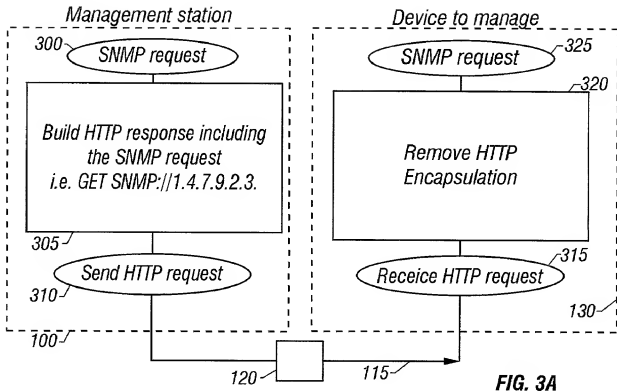 Management station
300
SNMP request
Build HTTP response including
the SNMP request
i.e. GET SNMP://1.4.7.9.2.3.
305
Send HTTP request
310
100
Device to manage
325
SNMP request
320
Remove HTTP
Encapsulation
315
Receice HTTP request
130
120
115
FIG. 3A